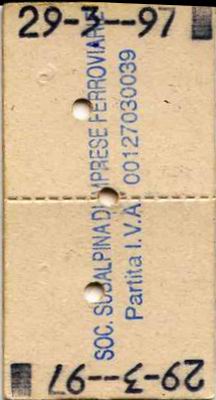 29-3--97
SOC. SUBALPINA DI IMPRESE FERROVIARIE
Partita I.V.A. 00127030039
29-3--97